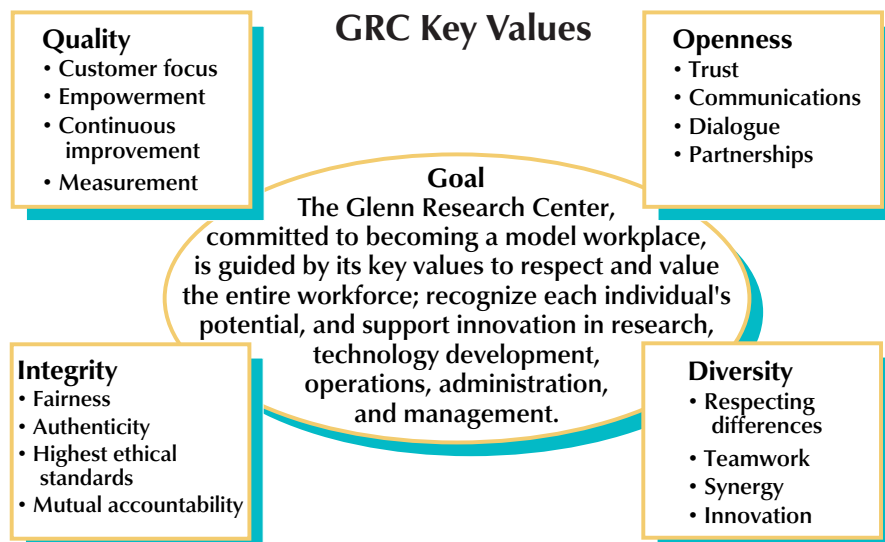 GRC Key Values
Quality
• Customer focus
• Empowerment
• Continuous
improvement
• Measurement
Openness
• Trust
• Communications
• Dialogue
• Partnerships
Goal
The Glenn Research Center,
committed to becoming a model workplace,
is guided by its key values to respect and value
the entire workforce; recognize each individual's
potential, and support innovation in research,
technology development,
operations, administration,
and management.
Integrity
• Fairness
• Authenticity
• Highest ethical
standards
• Mutual accountability
Diversity
• Respecting
differences
• Teamwork
• Synergy
• Innovation